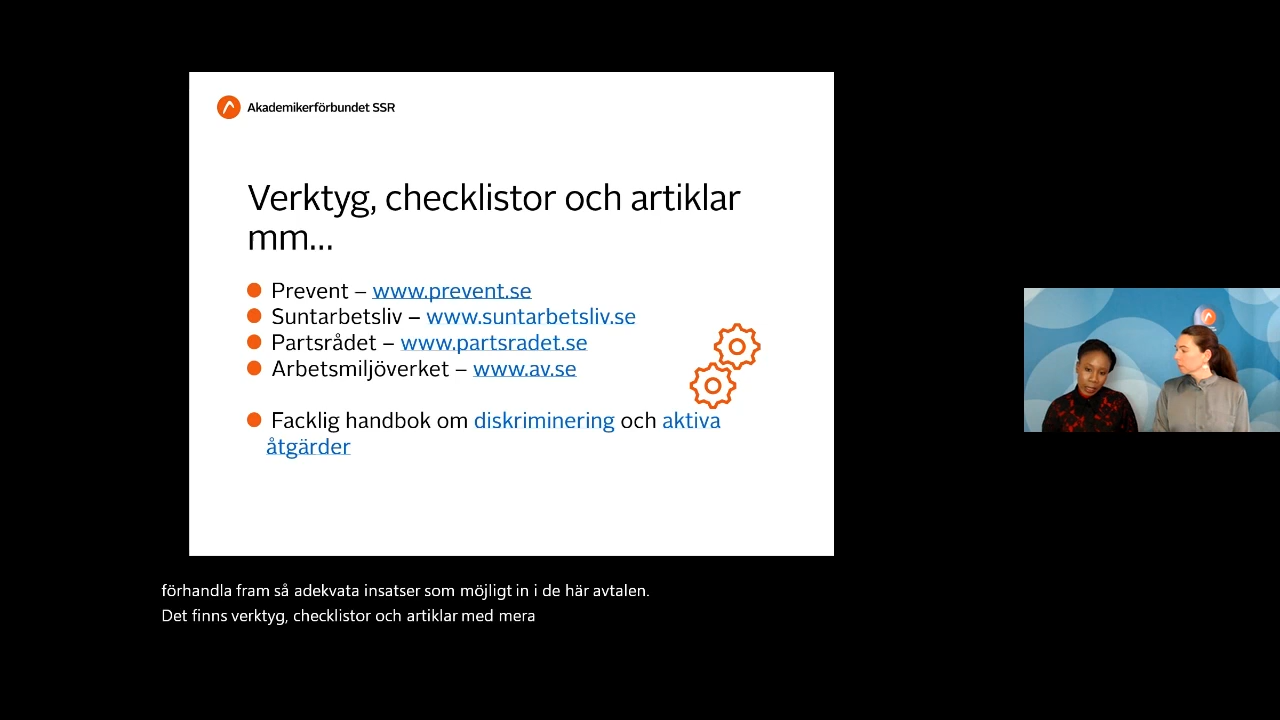 Akademikerförbundet SSR
Verktyg, checklistor och artiklar
mm...
Prevent – www.prevent.se
Suntarbetsliv – www.suntarbetsliv.se
Partsrådet – www.partsradet.se
Arbetsmiljöverket – www.av.se
Facklig handbok om diskriminering och aktiva
åtgärder
förhandla fram så adekvata insatser som möjligt in i de här avtalen.
Det finns verktyg, checklistor och artiklar med mera